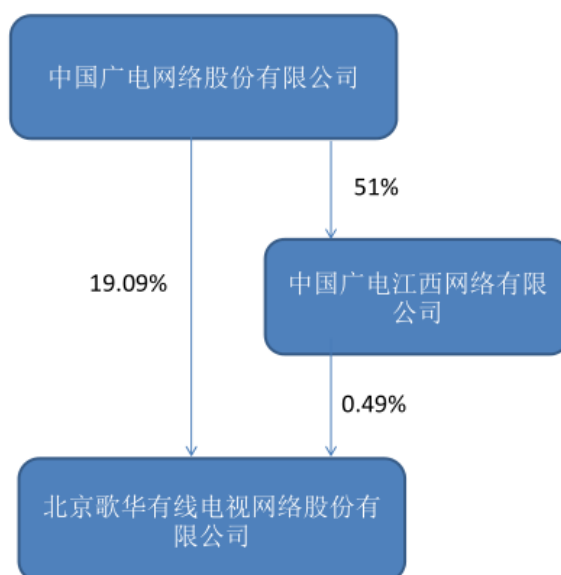 中国广电网络股份有限公司
51%
19.09%
中国广电江西网络有限
公司
0.49%
北京歌华有线电视网络股份有
限公司